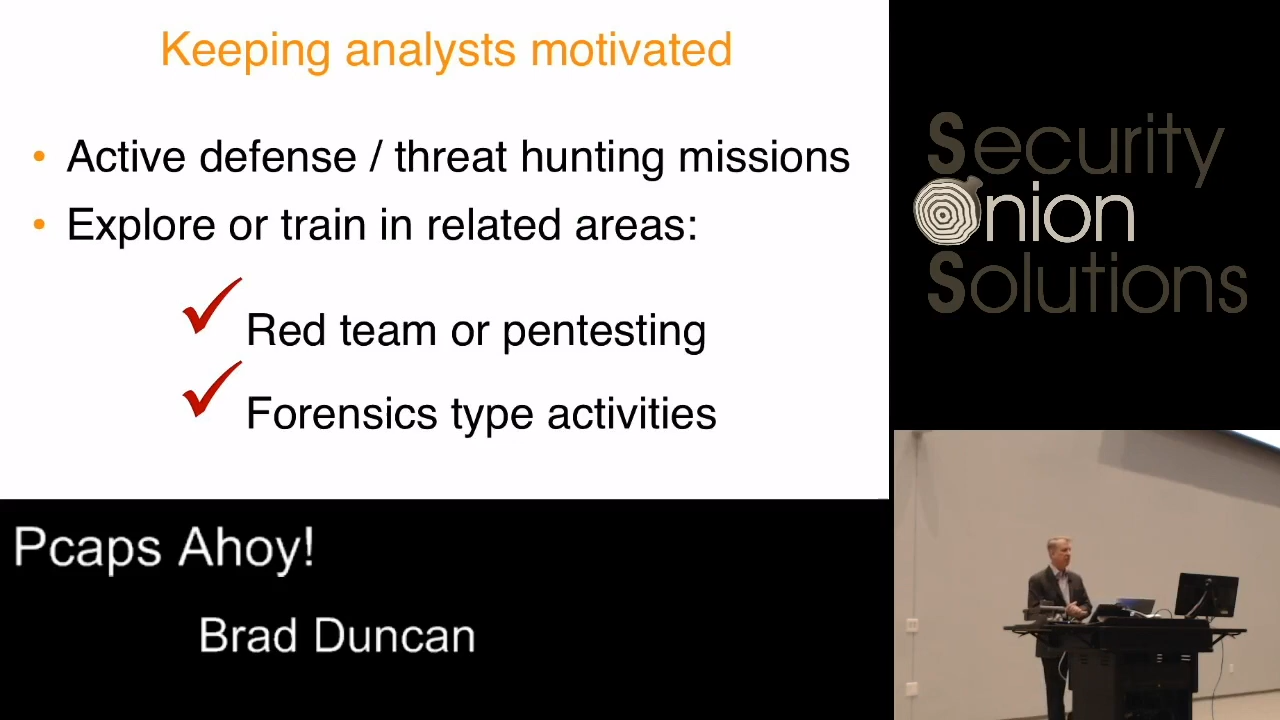 Keeping analysts motivated
• Active defense / threat hunting missions
• Explore or train in related areas:
✓ Red team or pentesting
✓ Forensics type activities
Pcaps Ahoy!
Brad Duncan
Security
Onion
Solutions